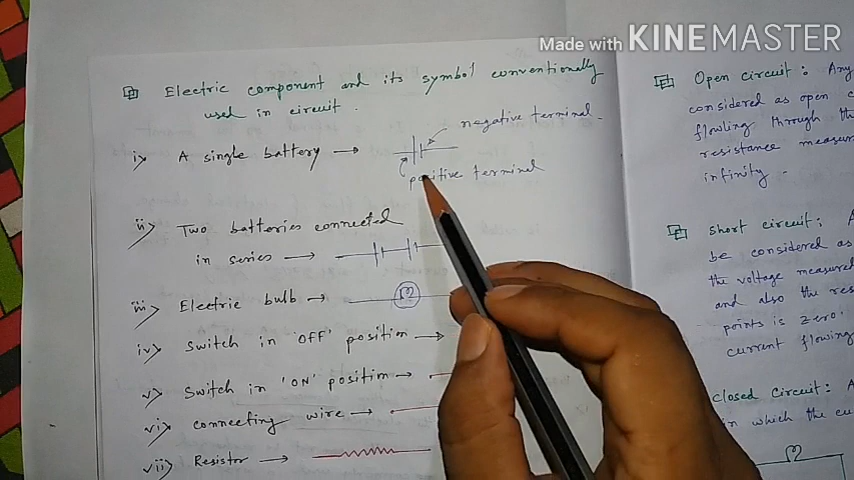 Made with KINEMASTER
Electric component and its symbol conventionally
used in circuit.
i> A single battery →
negative terminal.
positive terminal
ii> Two batteries connected
in series →
iii> Electric bulb →
iv> Switch in 'OFF' position →
v> Switch in 'ON' position →
vi> connecting wire →
vii> Resistor →
Open circuit: Any
considered as open c
flowing through th
resistance measur
infinity.
Short circuit: A
be considered as
the voltage measured
and also the res
points is zero.
current flowing
closed circuit: A
in which the cu